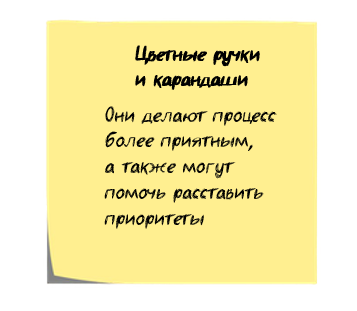 Цветные ручки
и карандаши
Они делают процесс
более приятным,
а также могут
помочь расставить
приоритеты